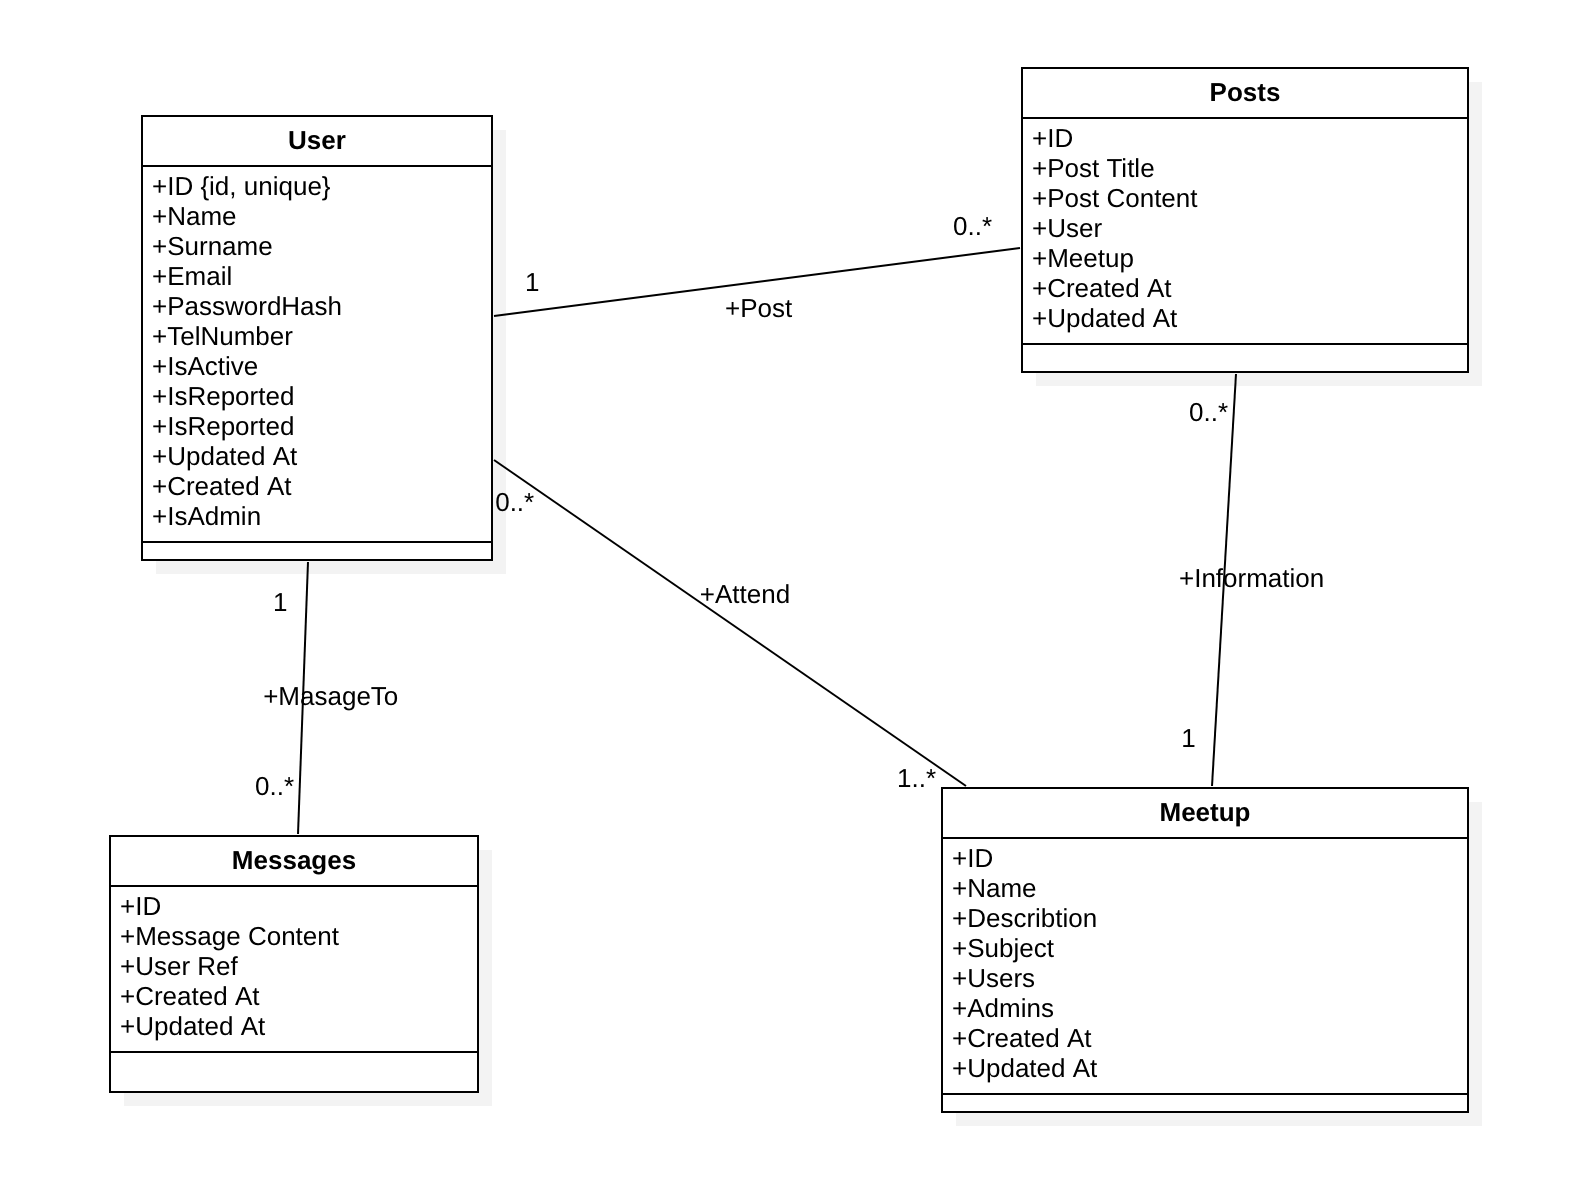 User
+ID {id, unique}
+Name
+Surname
+Email
+PasswordHash
+TelNumber
+IsActive
+IsReported
+IsReported
+Updated At
+Created At
+IsAdmin
Posts
+ID
+Post Title
+Post Content
+User
+Meetup
+Created At
+Updated At
1
0..*
+Post
0..*
+Attend
1..*
0..*
+Information
1
1
+MasageTo
0..*
Messages
+ID
+Message Content
+User Ref
+Created At
+Updated At
Meetup
+ID
+Name
+Describtion
+Subject
+Users
+Admins
+Created At
+Updated At